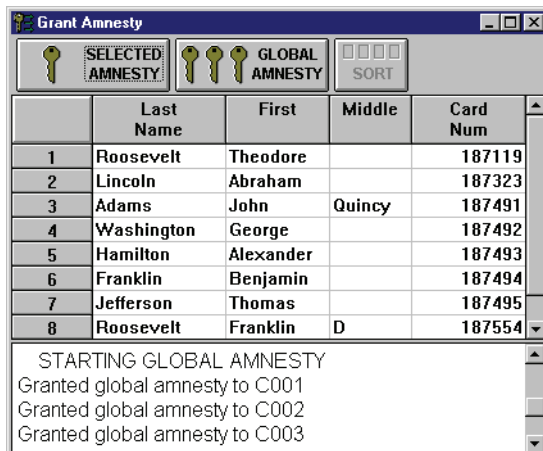 Grant Amnesty
SELECTED AMNESTY
GLOBAL AMNESTY
SORT
Last Name First Middle Card Num
1 Roosevelt Theodore 187119
2 Lincoln Abraham 187323
3 Adams John Quincy 187491
4 Washington George 187492
5 Hamilton Alexander 187493
6 Franklin Benjamin 187494
7 Jefferson Thomas 187495
8 Roosevelt Franklin D 187554
STARTING GLOBAL AMNESTY
Granted global amnesty to C001
Granted global amnesty to C002
Granted global amnesty to C003